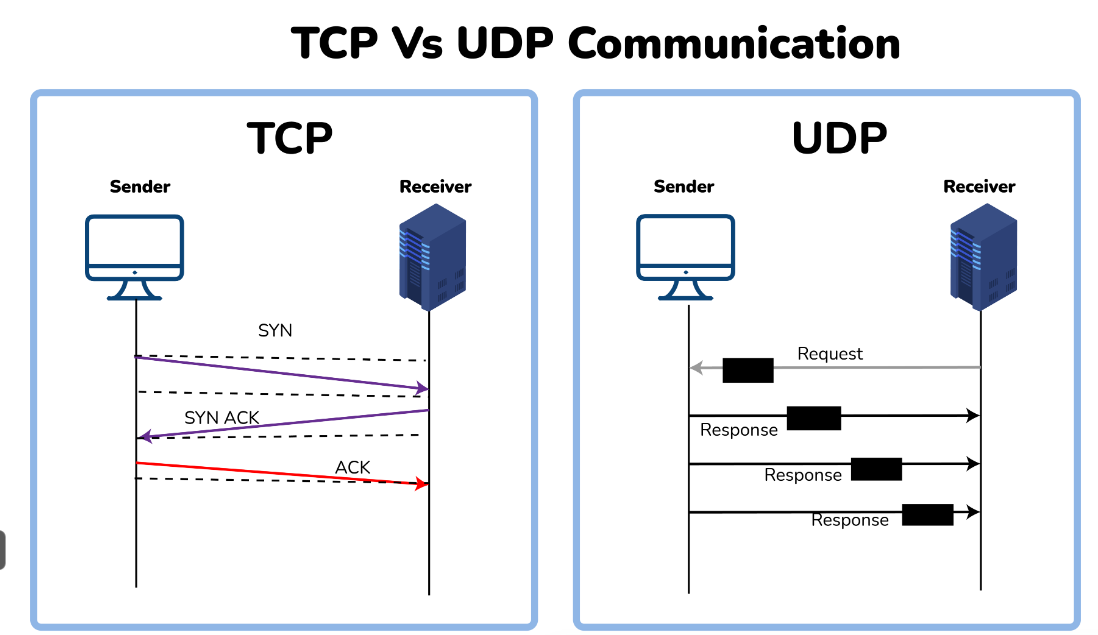 TCP Vs UDP Communication
TCP
Sender
Receiver
SYN
SYN ACK
ACK
UDP
Sender
Receiver
Request
Response
Response
Response